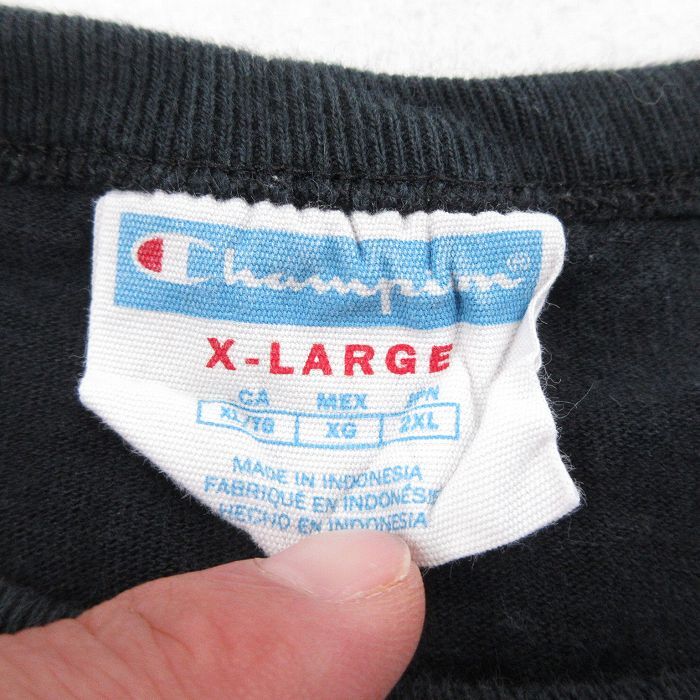 Champion®
X-LARGE
CA MEX JPN
XL/TG XG 2XL
MADE IN INDONESIA
FABRIQUÉ EN INDONÉSIE
HECHO EN INDONESIA